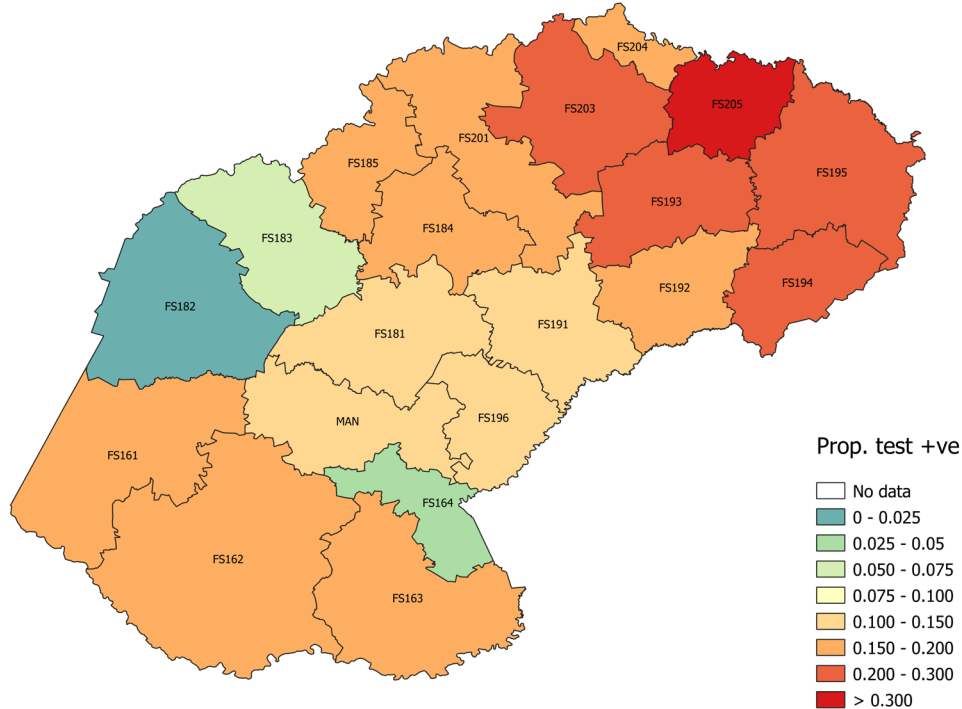 FS204
FS205
FS203
FS201
FS185
FS195
FS193
FS184
FS183
FS194
FS192
FS182
FS191
FS181
FS196
MAN
FS161
FS164
FS162
FS163
Prop. test +ve
No data
0 - 0.025
0.025 - 0.05
0.050 - 0.075
0.075 - 0.100
0.100 - 0.150
0.150 - 0.200
0.200 - 0.300
> 0.300